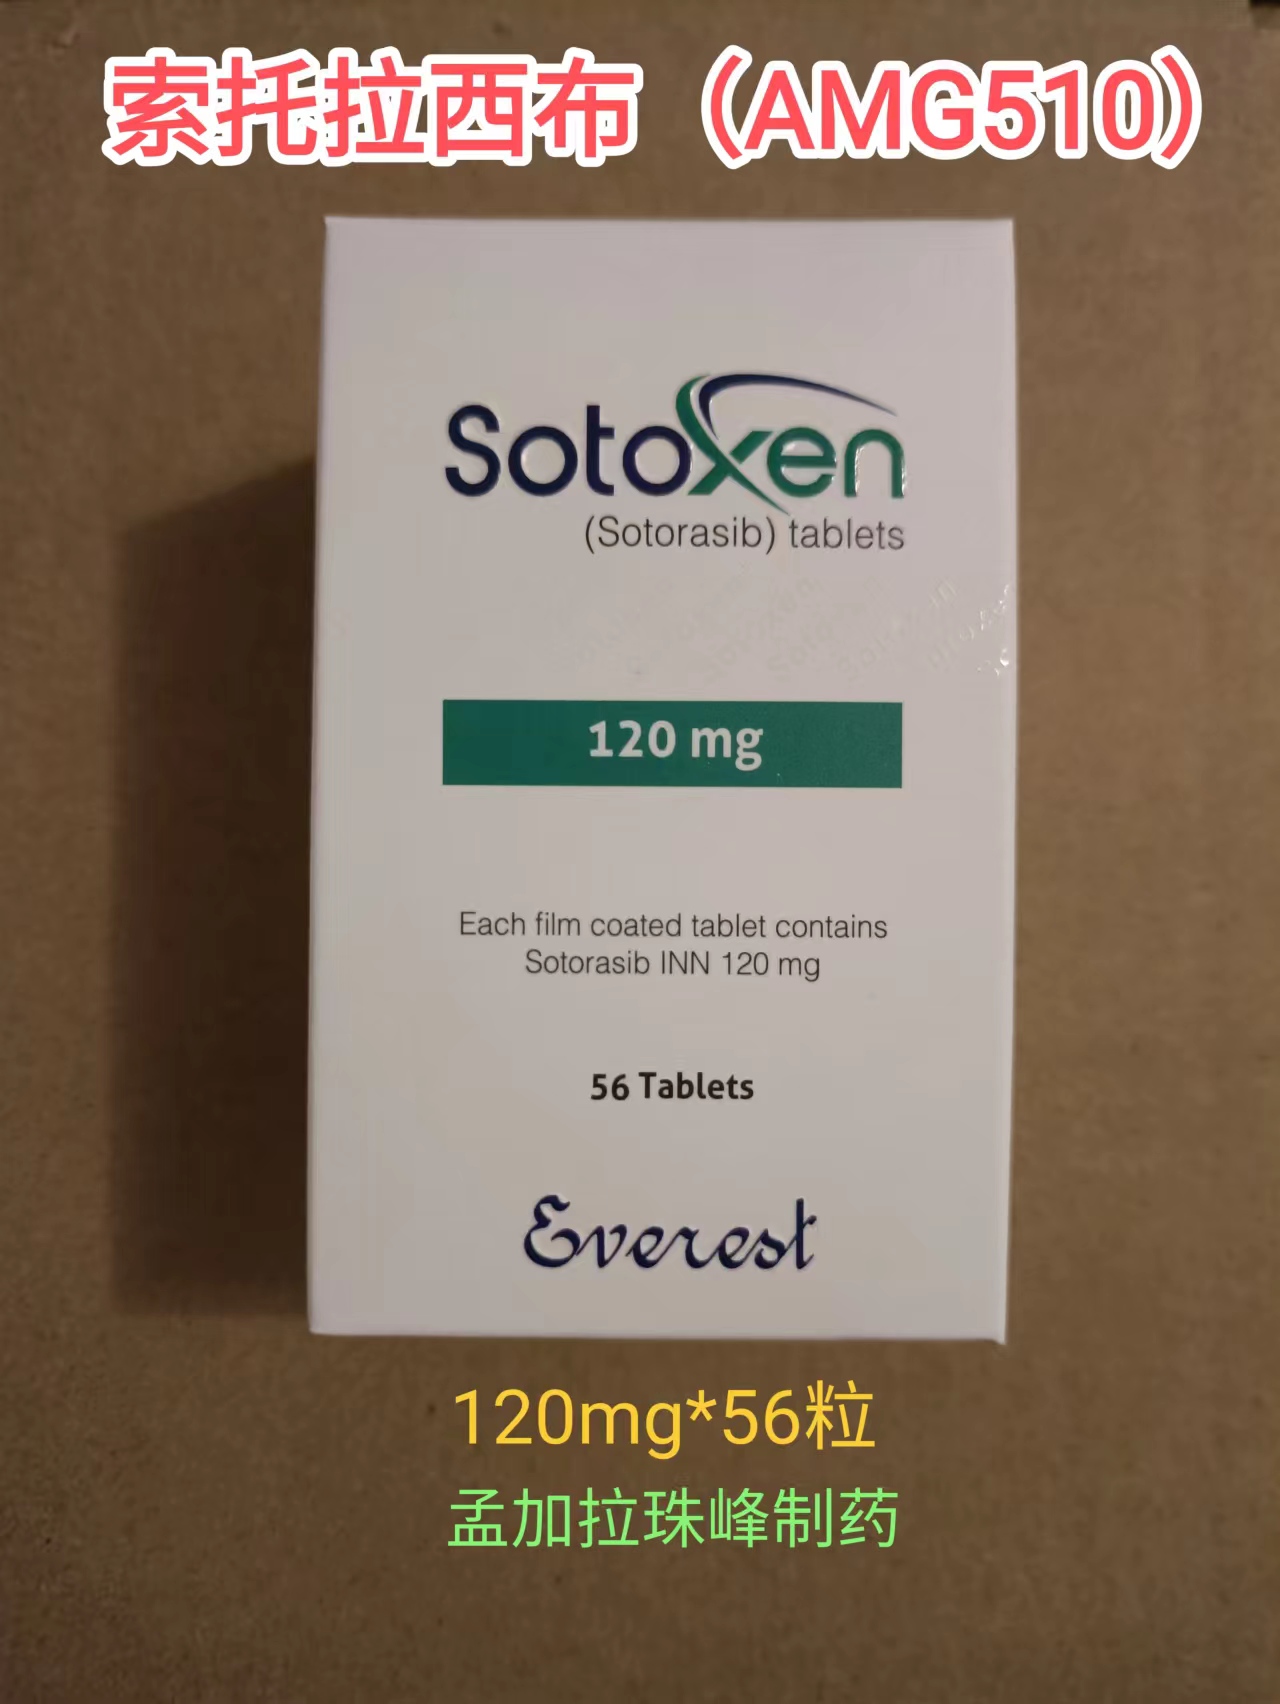 索托拉西布（AMG510）
Sotoxen
(Sotorasib) tablets
120 mg
Each film coated tablet contains
Sotorasib INN 120 mg
56 Tablets
Everest
120mg*56粒
孟加拉珠峰制药